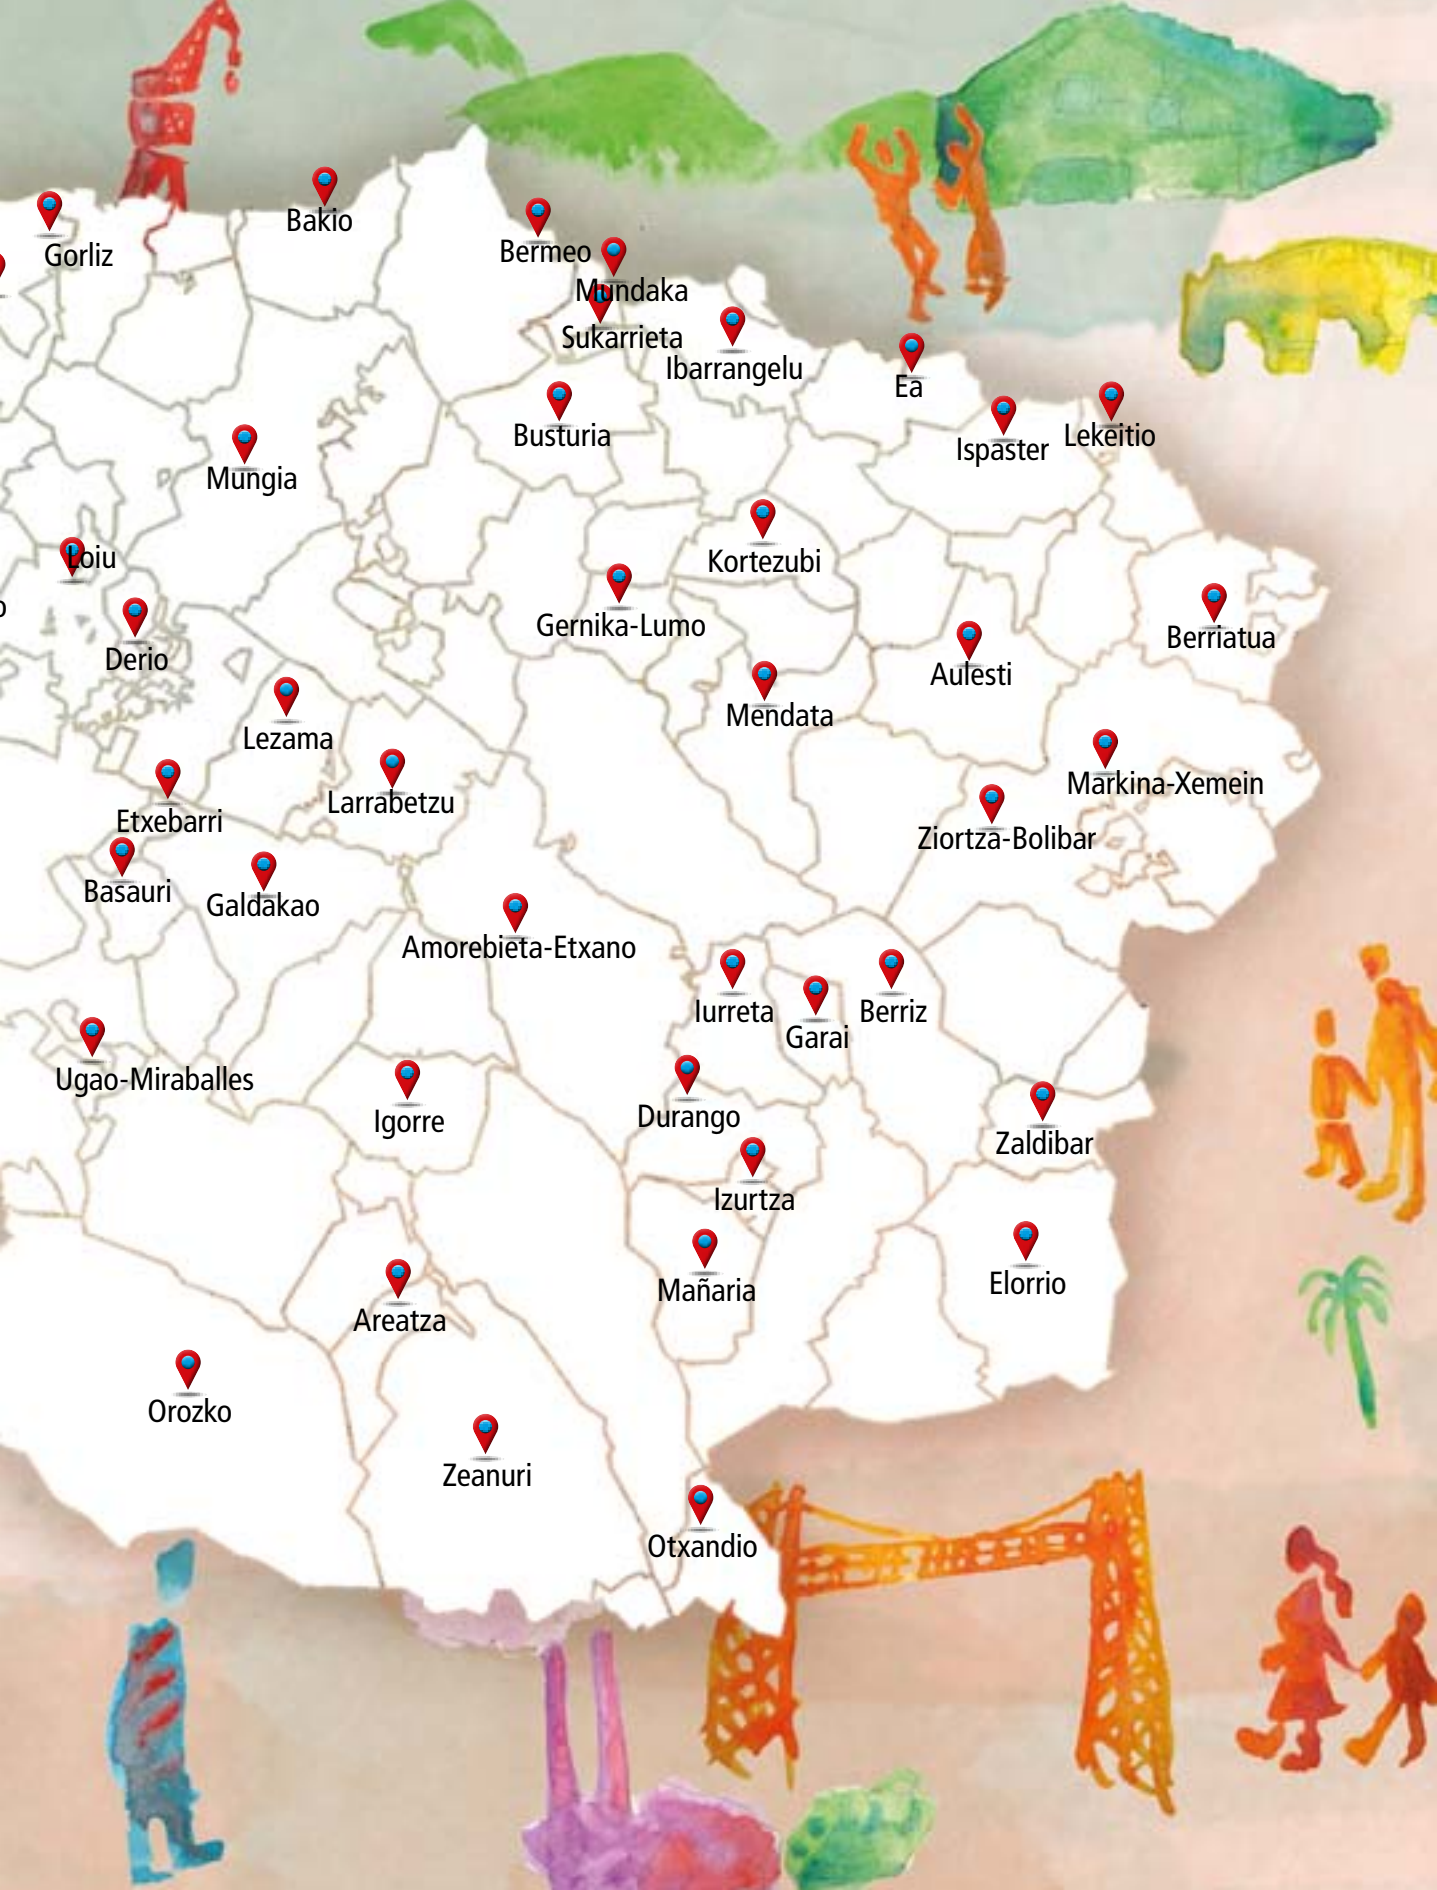 Bakio
Gorliz
Bermeo
Mundaka
Sukarrieta
Ibarrangelu
Ea
Busturia
Ispaster
Lekeitio
Mungia
Loiu
Kortezubi
Gernika-Lumo
Berriatua
Derio
Aulesti
Mendata
Lezama
Markina-Xemein
Larrabetzu
Etxebarri
Ziortza-Bolibar
Basauri
Galdakao
Amorebieta-Etxano
Iurreta
Garai
Berriz
Ugao-Miraballes
Igorre
Durango
Zaldibar
Izurtza
Mañaria
Elorrio
Areatza
Orozko
Zeanuri
Otxandio